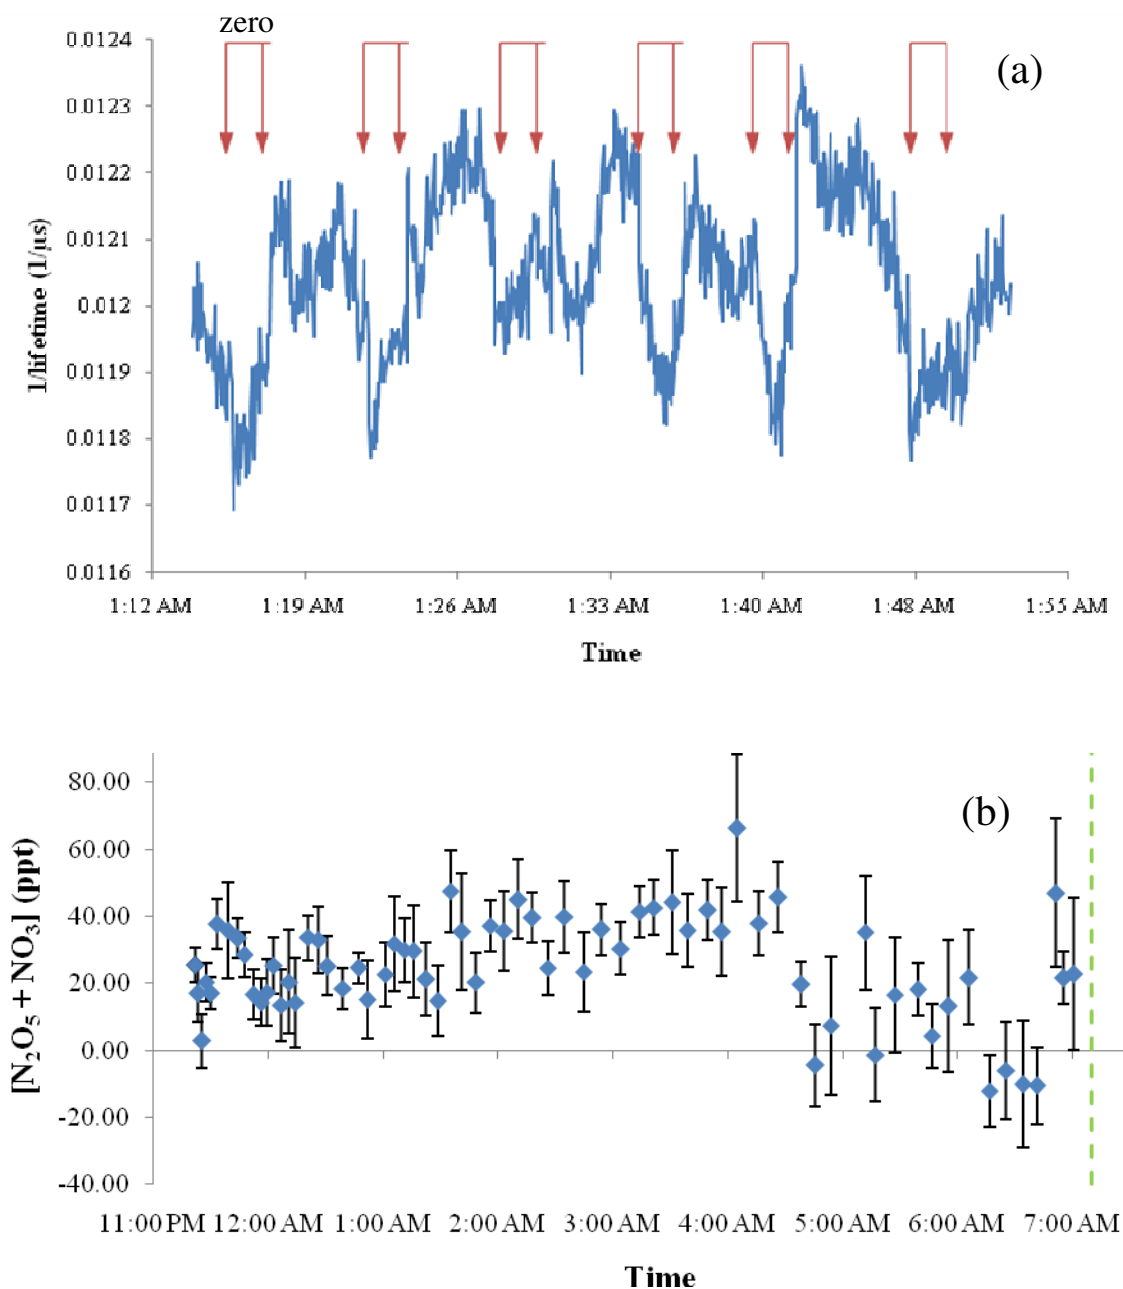 zero
(a)
0.0124
0.0123
0.0122
0.0121
0.012
0.0119
0.0118
0.0117
0.0116
1/lifetime (1/µs)
1:12 AM 1:19 AM 1:26 AM 1:33 AM 1:40 AM 1:48 AM 1:55 AM
Time
(b)
80.00
60.00
40.00
20.00
0.00
-20.00
-40.00
[N₂O₅ + NO₃] (ppt)
11:00 PM 12:00 AM 1:00 AM 2:00 AM 3:00 AM 4:00 AM 5:00 AM 6:00 AM 7:00 AM
Time